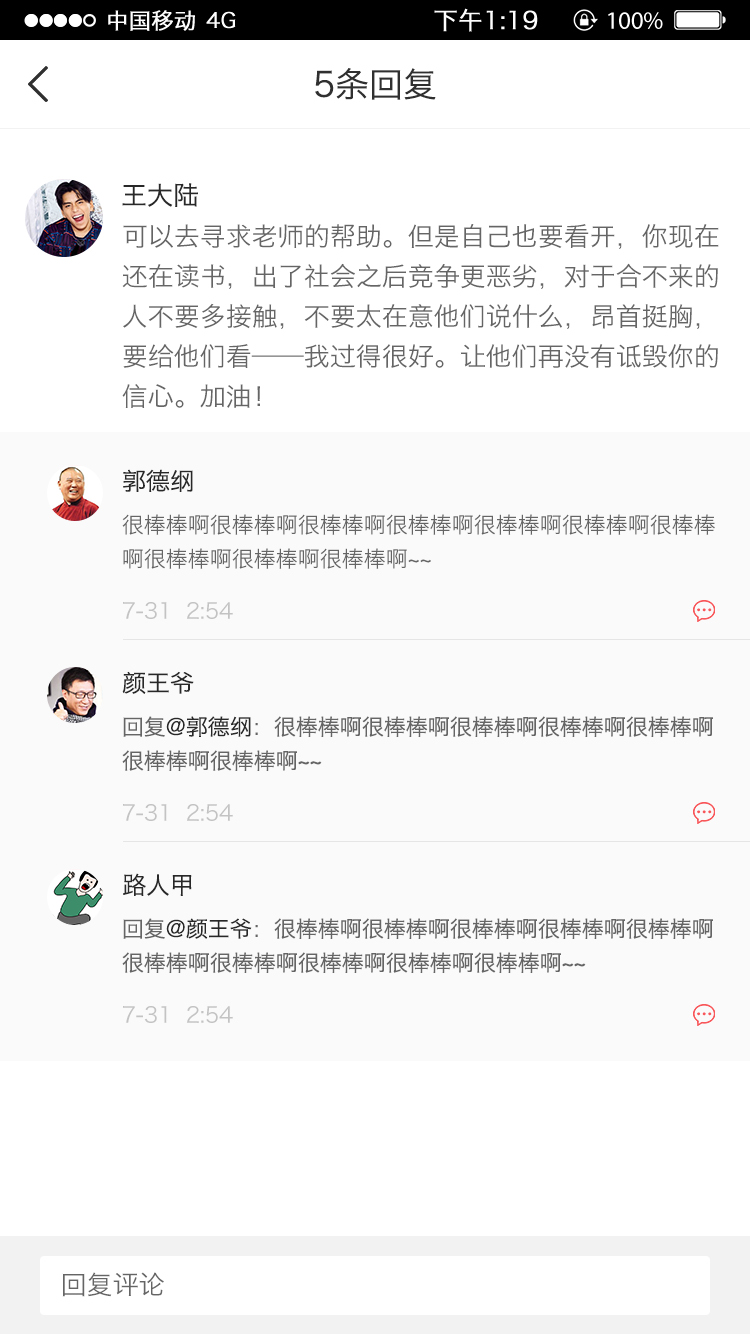 中国移动 4G 下午1:19 100%
5条回复
王大陆
可以去寻求老师的帮助。但是自己也要看开，你现在
还在读书，出了社会之后竞争更恶劣，对于合不来的
人不要多接触，不要太在意他们说什么，昂首挺胸，
要给他们看——我过得很好。让他们再没有诋毁你的
信心。加油！
郭德纲
很棒棒啊很棒棒啊很棒棒啊很棒棒啊很棒棒啊很棒棒啊很棒棒
啊很棒棒啊很棒棒啊很棒棒啊~~
7-31 2:54
颜王爷
回复@郭德纲：很棒棒啊很棒棒啊很棒棒啊很棒棒啊很棒棒啊
很棒棒啊很棒棒啊~~
7-31 2:54
路人甲
回复@颜王爷：很棒棒啊很棒棒啊很棒棒啊很棒棒啊很棒棒啊
很棒棒啊很棒棒啊很棒棒啊很棒棒啊很棒棒啊~~
7-31 2:54
回复评论